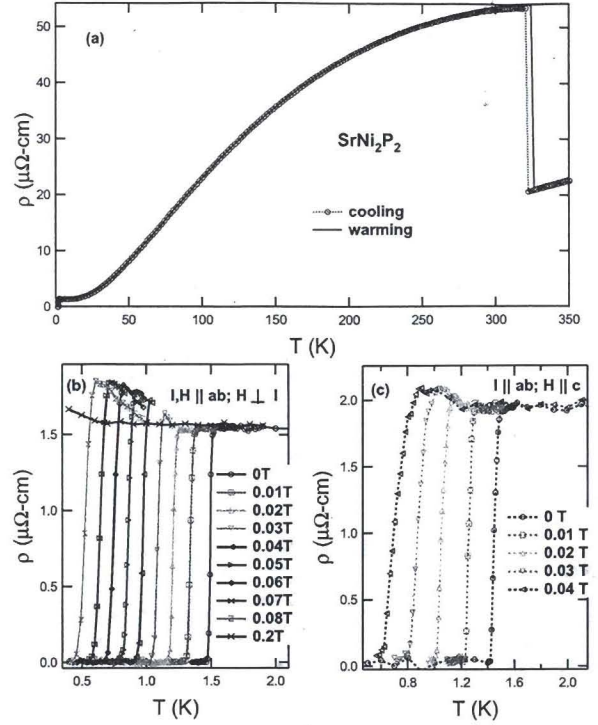 (a)
50
40
30
20
10
0
ρ (μΩ-cm)
SrNi₂P₂
cooling
warming
0 50 100 150 200 250 300 350
T (K)
(b)
I,H || ab; H ⊥ I
1.5
1.0
0.5
0.0
ρ (μΩ-cm)
0T
0.01T
0.02T
0.03T
0.04T
0.05T
0.06T
0.07T
0.08T
0.2T
0.5 1.0 1.5 2.0
T (K)
(c)
I || ab; H || c
2.0
1.5
1.0
0.5
0.0
ρ (μΩ-cm)
0 T
0.01 T
0.02 T
0.03 T
0.04 T
0.8 1.2 1.6 2.0
T (K)